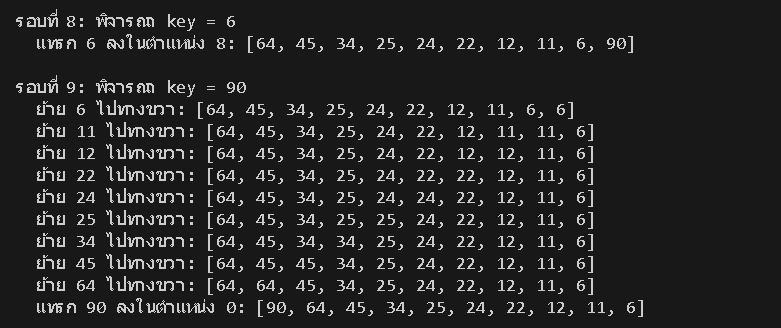 รอบที่ 8: พิจารณา key = 6
แทรก 6 ลงในตำแหน่ง 8: [64, 45, 34, 25, 24, 22, 12, 11, 6, 90]
รอบที่ 9: พิจารณา key = 90
ย้าย 6 ไปทางขวา: [64, 45, 34, 25, 24, 22, 12, 11, 6, 6]
ย้าย 11 ไปทางขวา: [64, 45, 34, 25, 24, 22, 12, 11, 11, 6]
ย้าย 12 ไปทางขวา: [64, 45, 34, 25, 24, 22, 12, 12, 11, 6]
ย้าย 22 ไปทางขวา: [64, 45, 34, 25, 24, 22, 22, 12, 11, 6]
ย้าย 24 ไปทางขวา: [64, 45, 34, 25, 24, 24, 22, 12, 11, 6]
ย้าย 25 ไปทางขวา: [64, 45, 34, 25, 25, 24, 22, 12, 11, 6]
ย้าย 34 ไปทางขวา: [64, 45, 34, 34, 25, 24, 22, 12, 11, 6]
ย้าย 45 ไปทางขวา: [64, 45, 45, 34, 25, 24, 22, 12, 11, 6]
ย้าย 64 ไปทางขวา: [64, 64, 45, 34, 25, 24, 22, 12, 11, 6]
แทรก 90 ลงในตำแหน่ง 0: [90, 64, 45, 34, 25, 24, 22, 12, 11, 6]